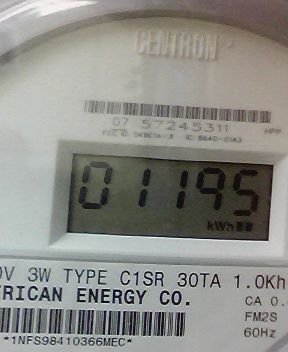 CENTRON
07 57245311
HPP
01195
kWh
0V 3W TYPE C1SR 30TA 1.0Kh
RICAN ENERGY CO.
CA 0.
FM2S
60Hz
*1NFS98410366MEC*